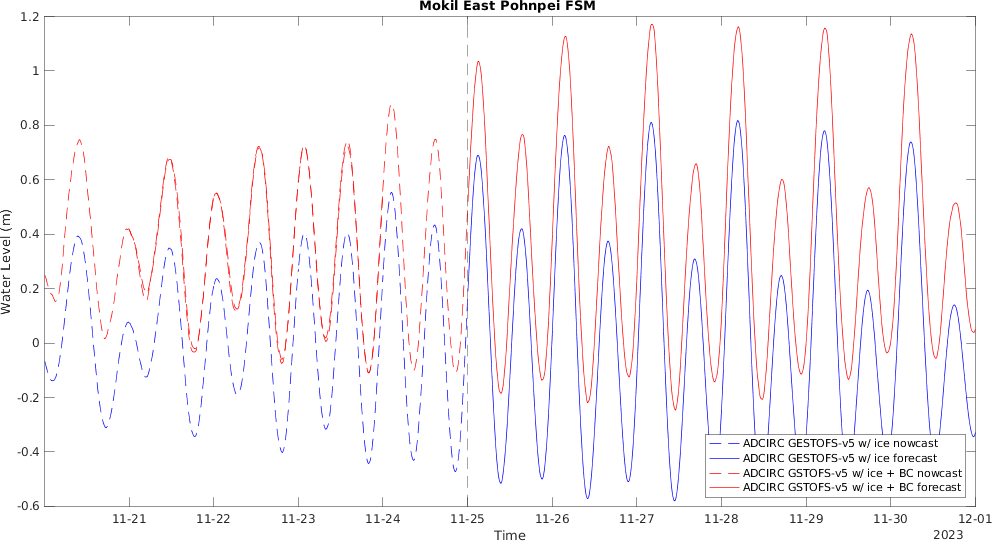 Mokil East Pohnpei FSM
Water Level (m)
1.2
1
0.8
0.6
0.4
0.2
0
-0.2
-0.4
-0.6
ADCIRC GESTOFS-v5 w/ ice nowcast
ADCIRC GESTOFS-v5 w/ ice forecast
ADCIRC GSTOFS-v5 w/ ice + BC nowcast
ADCIRC GSTOFS-v5 w/ ice + BC forecast
11-21 11-22 11-23 11-24 11-25 11-26 11-27 11-28 11-29 11-30 12-01
Time
2023